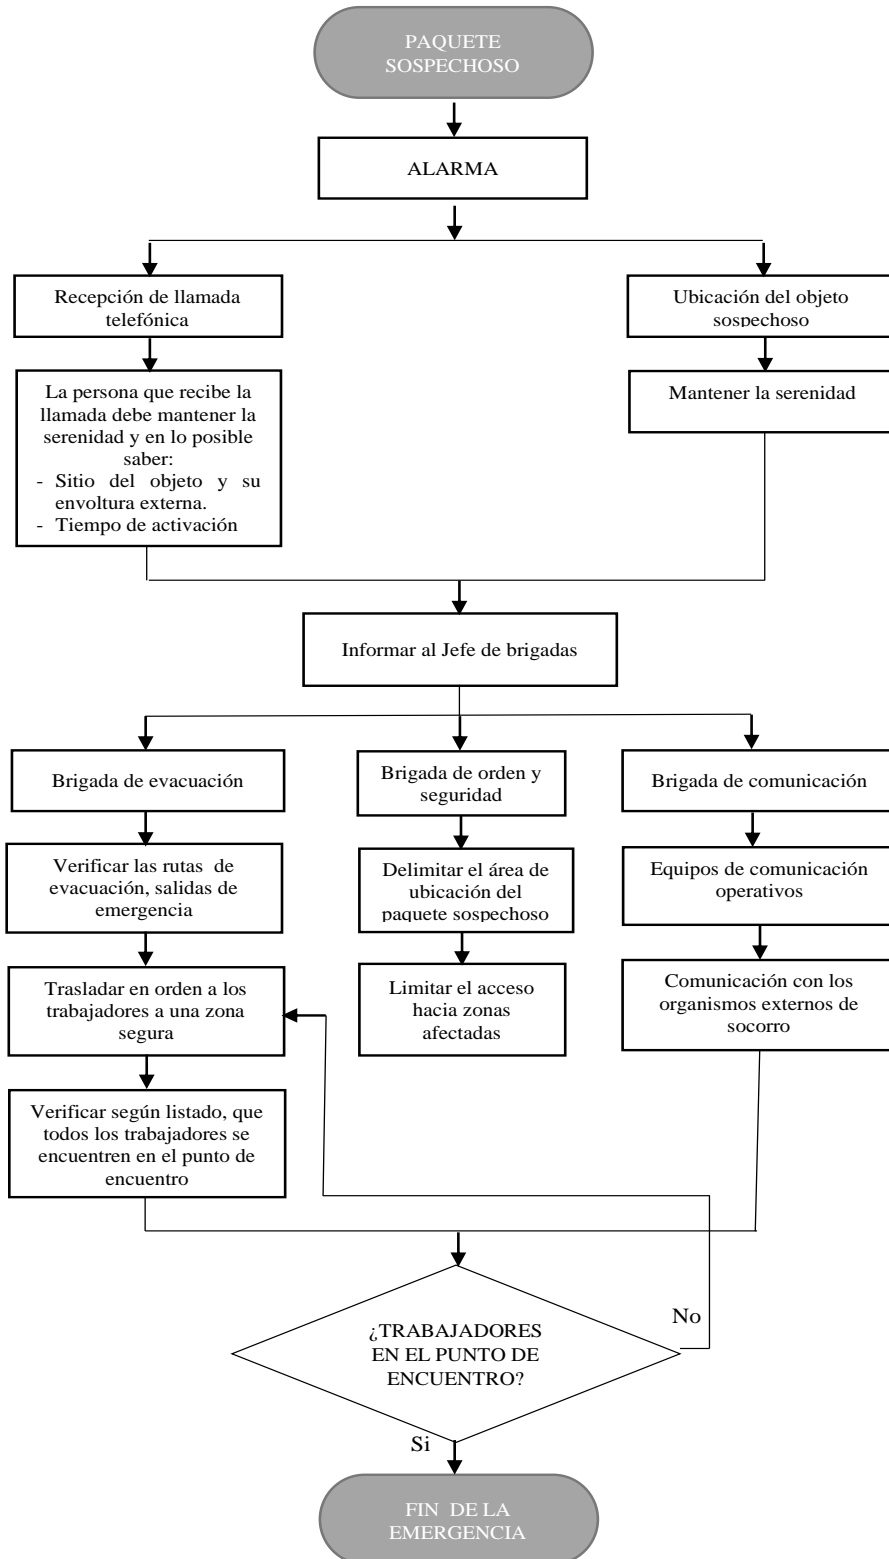 PAQUETE
SOSPECHOSO
ALARMA
Recepción de llamada
telefónica
Ubicación del objeto
sospechoso
La persona que recibe la
llamada debe mantener la
serenidad y en lo posible
saber:
- Sitio del objeto y su
envoltura externa.
- Tiempo de activación
Mantener la serenidad
Informar al Jefe de brigadas
Brigada de evacuación
Brigada de orden y
seguridad
Brigada de comunicación
Verificar las rutas de
evacuación, salidas de
emergencia
Delimitar el área de
ubicación del
paquete sospechoso
Equipos de comunicación
operativos
Trasladar en orden a los
trabajadores a una zona
segura
Limitar el acceso
hacia zonas
afectadas
Comunicación con los
organismos externos de
socorro
Verificar según listado, que
todos los trabajadores se
encuentren en el punto de
encuentro
¿TRABAJADORES
EN EL PUNTO DE
ENCUENTRO?
No
Si
FIN DE LA
EMERGENCIA